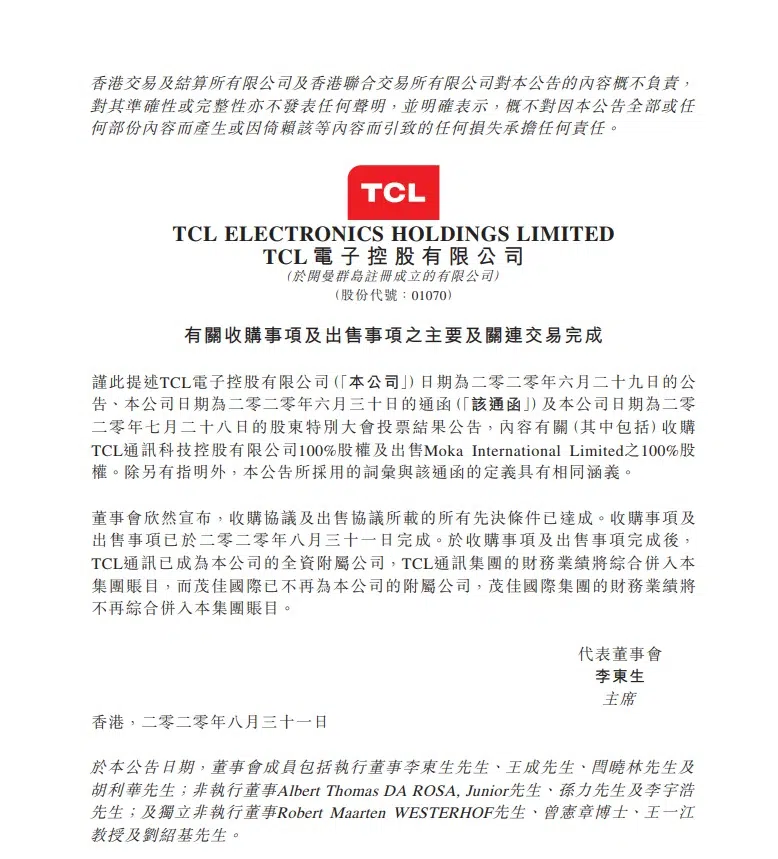 香港交易及結算所有限公司及香港聯合交易所有限公司對本公告的內容概不負責，
對其準確性或完整性亦不發表任何聲明，並明確表示，概不對因本公告全部或任
何部份內容而產生或因倚賴該等內容而引致的任何損失承擔任何責任。
TCL
TCL ELECTRONICS HOLDINGS LIMITED
TCL電子控股有限公司
(於開曼群島註冊成立的有限公司)
(股份代號：01070)
有關收購事項及出售事項之主要及關連交易完成
謹此提述TCL電子控股有限公司(「本公司」)日期為二零二零年六月二十九日的公
告、本公司日期為二零二零年六月三十日的通函(「該通函」)及本公司日期為二零
二零年七月二十八日的股東特別大會投票結果公告，內容有關(其中包括)收購
TCL通訊科技控股有限公司100%股權及出售Moka International Limited之100%股
權。除另有指明外，本公告所採用的詞彙與該通函的定義具有相同涵義。
董事會欣然宣布，收購協議及出售協議所載的所有先決條件已達成。收購事項及
出售事項已於二零二零年八月三十一日完成。於收購事項及出售事項完成後，
TCL通訊已成為本公司的全資附屬公司，TCL通訊集團的財務業績將綜合併入本
集團賬目，而茂佳國際已不再為本公司的附屬公司，茂佳國際集團的財務業績將
不再綜合併入本集團賬目。
代表董事會
李東生
主席
香港，二零二零年八月三十一日
於本公告日期，董事會成員包括執行董事李東生先生、王成先生、閆曉林先生及
胡利華先生；非執行董事Albert Thomas DA ROSA, Junior先生、孫力先生及李宇浩
先生；及獨立非執行董事Robert Maarten WESTERHOF先生、曾憲章博士、王一江
教授及劉紹基先生。